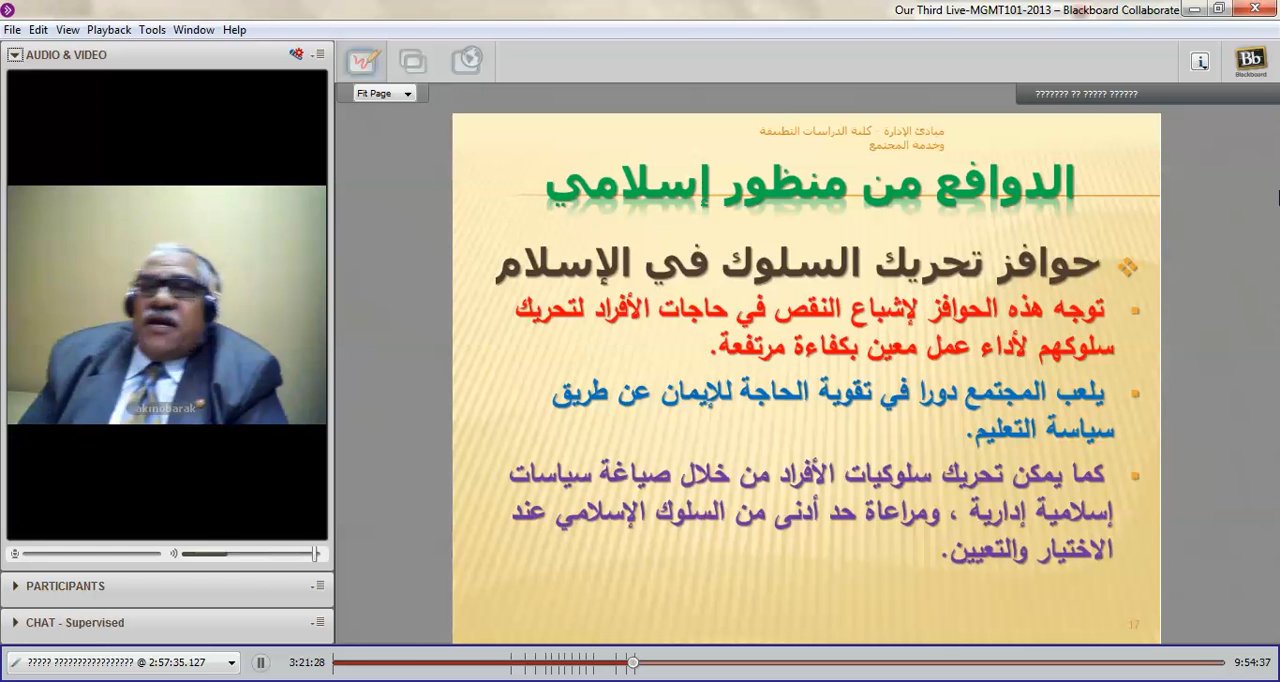 Our Third Live-MGMT101-2013 – Blackboard Collaborate
File Edit View Playback Tools Window Help
AUDIO & VIDEO
Fit Page
Bb
Blackboard
??????? ?? ????? ??????
مبادئ الإدارة - كلية الدراسات التطبيقية
وخدمة المجتمع
الدوافع من منظور إسلامي
حوافز تحريك السلوك في الإسلام
توجه هذه الحوافز لإشباع النقص في حاجات الأفراد لتحريك
سلوكهم لأداء عمل معين بكفاءة مرتفعة.
يلعب المجتمع دورا في تقوية الحاجة للإيمان عن طريق
سياسة التعليم.
كما يمكن تحريك سلوكيات الأفراد من خلال صياغة سياسات
إسلامية إدارية ، ومراعاة حد أدنى من السلوك الإسلامي عند
الاختيار والتعيين.
17
akmobarak
PARTICIPANTS
CHAT - Supervised
????? ????????????????? @ 2:57:35.127
3:21:28
9:54:37